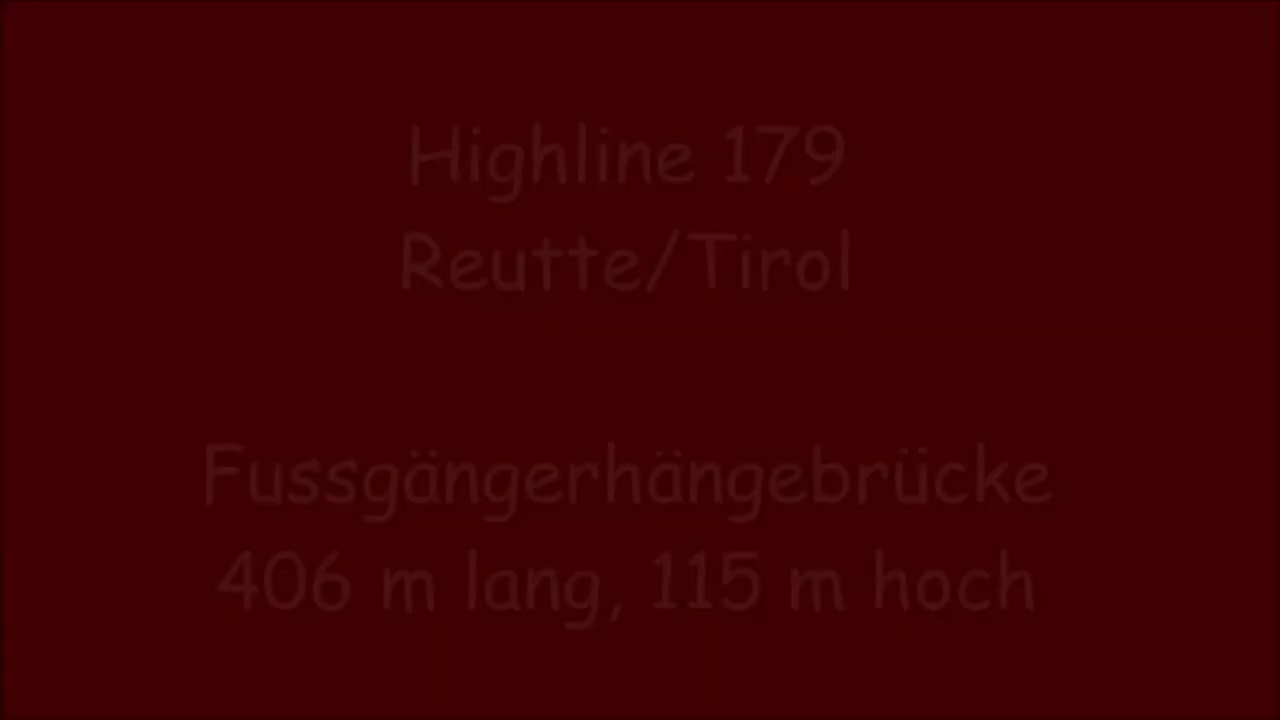 Highline 179
Reutte/Tirol
Fussgängerhängebrücke
406 m lang, 115 m hoch